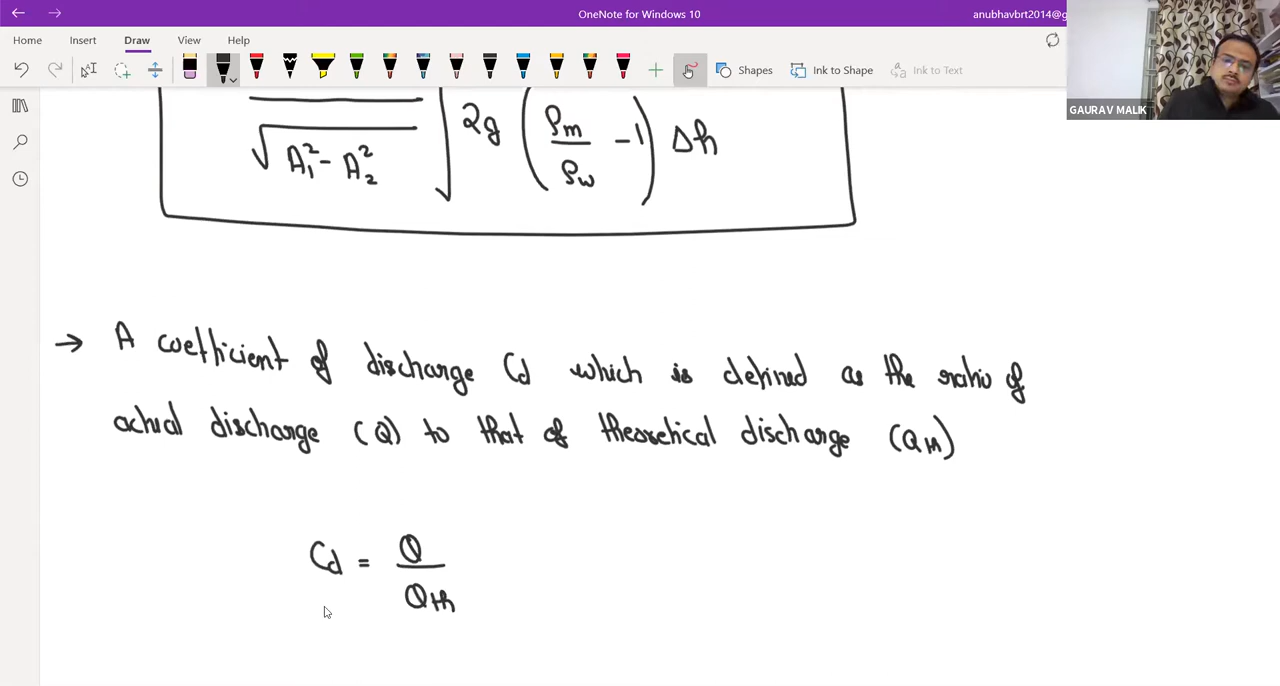 OneNote for Windows 10
anubhavbrt2014@g
Home Insert Draw View Help
Shapes Ink to Shape Ink to Text
GAURAV MALIK
√A₁² - A₂² √2g (ρm/ρw - 1) Δh
→ A coefficient of discharge Cd which is defined as the ratio of
actual discharge (Q) to that of theoretical discharge (Qth)
Cd = Q/Qth